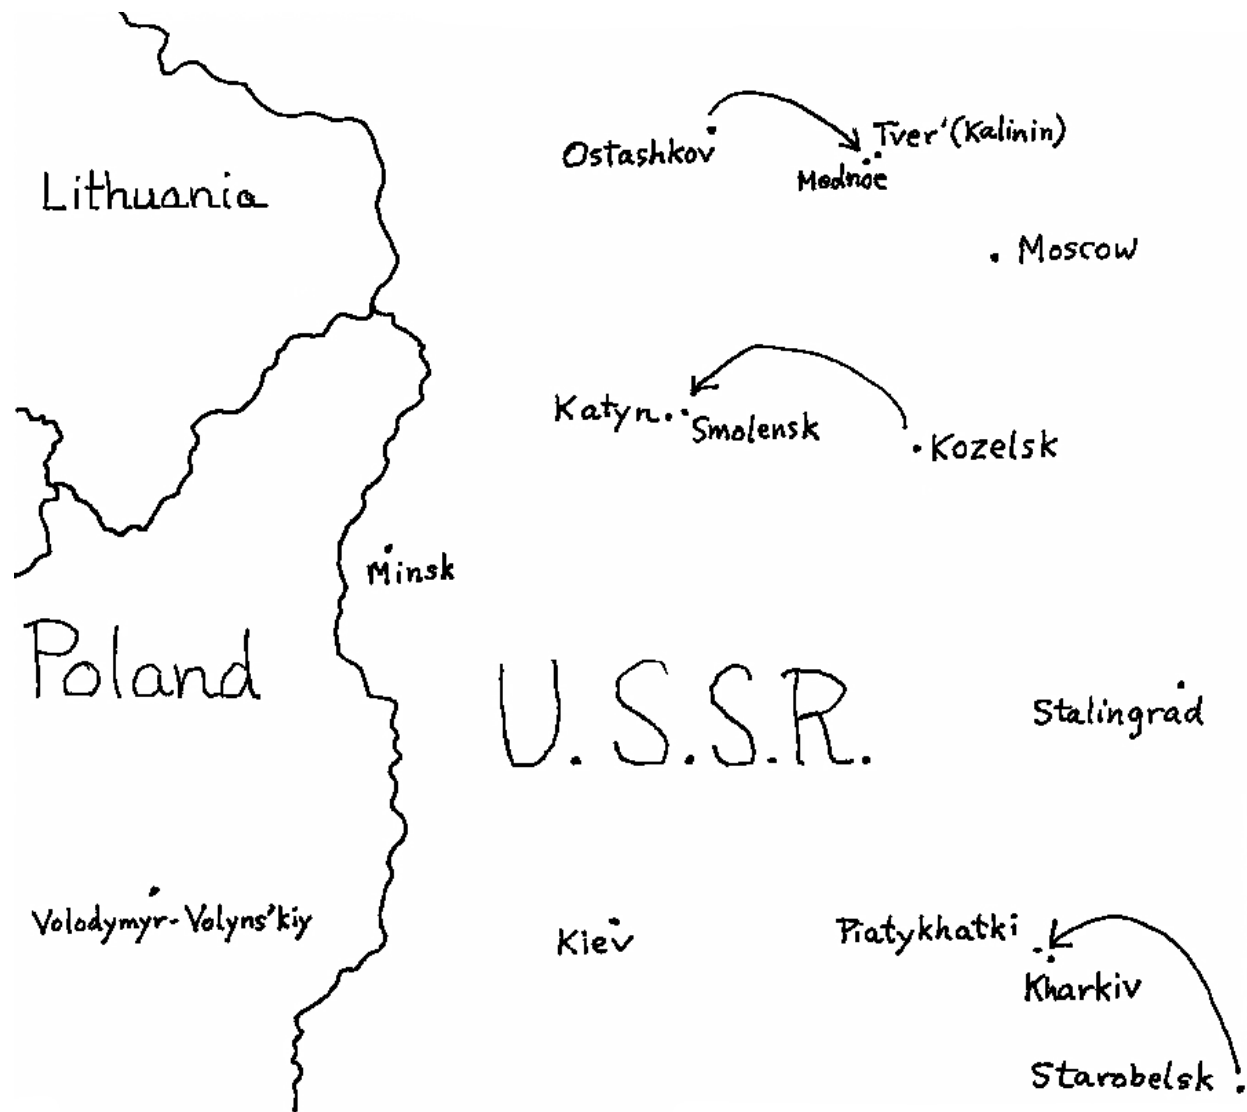 Ostashkov
Tver'(Kalinin)
Mednoe
Lithuania
Moscow
Katyn
Smolensk
Kozelsk
Minsk
Poland
U.S.S.R.
Stalingrad
Volodymyr-Volyns'kiy
Kiev
Piatykhatki
Kharkiv
Starobelsk